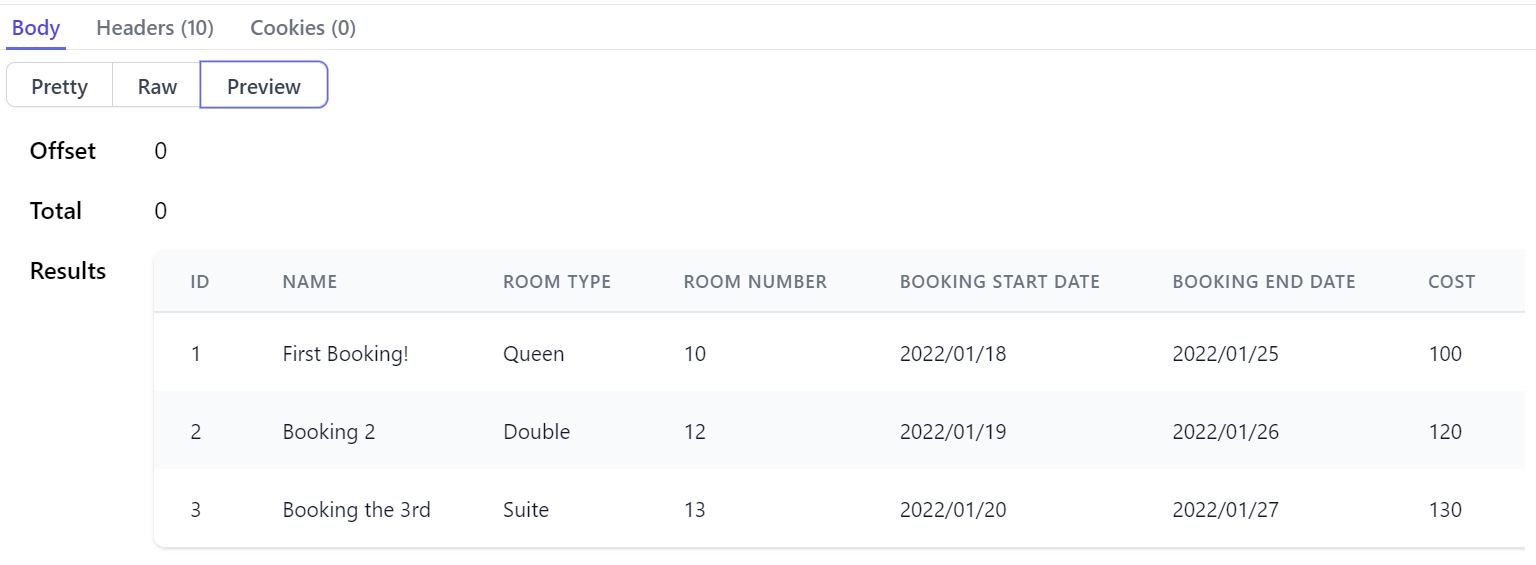 Body Headers (10) Cookies (0)
Pretty Raw Preview
Offset 0
Total 0
Results
ID NAME ROOM TYPE ROOM NUMBER BOOKING START DATE BOOKING END DATE COST
1 First Booking! Queen 10 2022/01/18 2022/01/25 100
2 Booking 2 Double 12 2022/01/19 2022/01/26 120
3 Booking the 3rd Suite 13 2022/01/20 2022/01/27 130